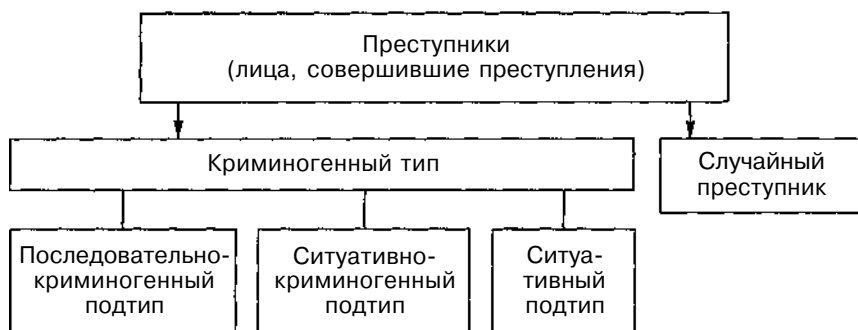 Преступники
(лица, совершившие преступления)
Криминогенный тип
Случайный
преступник
Последовательно-
криминогенный
подтип
Ситуативно-
криминогенный
подтип
Ситуа-
тивный
подтип